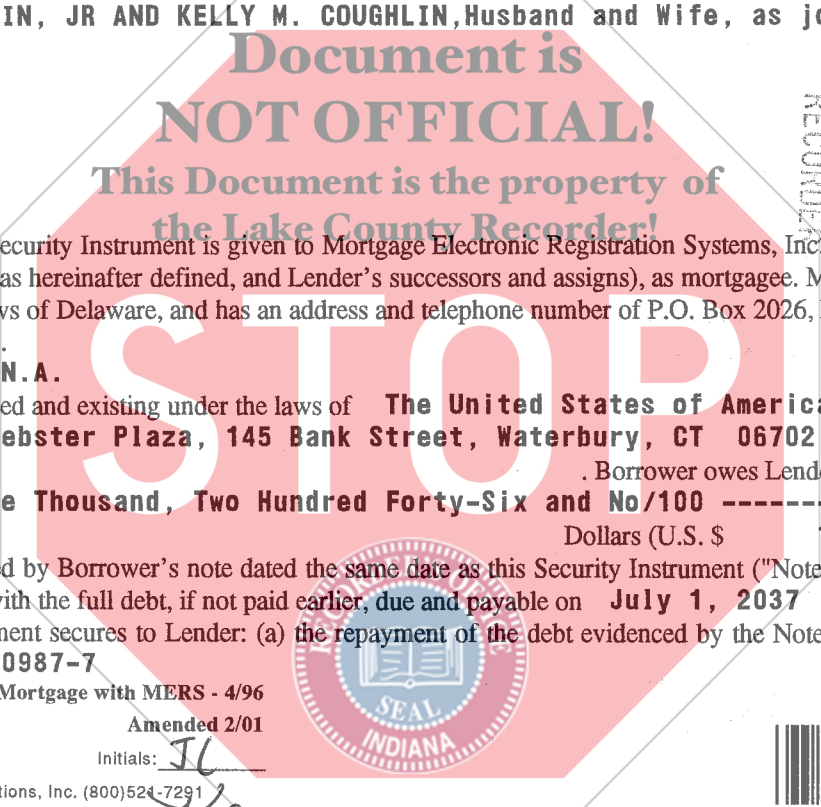 IN, JR AND KELLY M. COUGHLIN,Husband and Wife, as jo
Document is
NOT OFFICIAL!
This Document is the property of
the Lake County Recorder!
RECORDER
ecurity Instrument is given to Mortgage Electronic Registration Systems, Inc
as hereinafter defined, and Lender's successors and assigns), as mortgagee. M
ws of Delaware, and has an address and telephone number of P.O. Box 2026,
.
N.A.
ed and existing under the laws of The United States of America
ebster Plaza, 145 Bank Street, Waterbury, CT 06702
. Borrower owes Lende
e Thousand, Two Hundred Forty-Six and No/100 -------
Dollars (U.S. $
d by Borrower's note dated the same date as this Security Instrument ("Note
with the full debt, if not paid earlier, due and payable on July 1, 2037
ment secures to Lender: (a) the repayment of the debt evidenced by the Note
0987-7
Mortgage with MERS - 4/96
Amended 2/01
Initials:
tions, Inc. (800)521-7291
STOP
SEAL
INDIANA